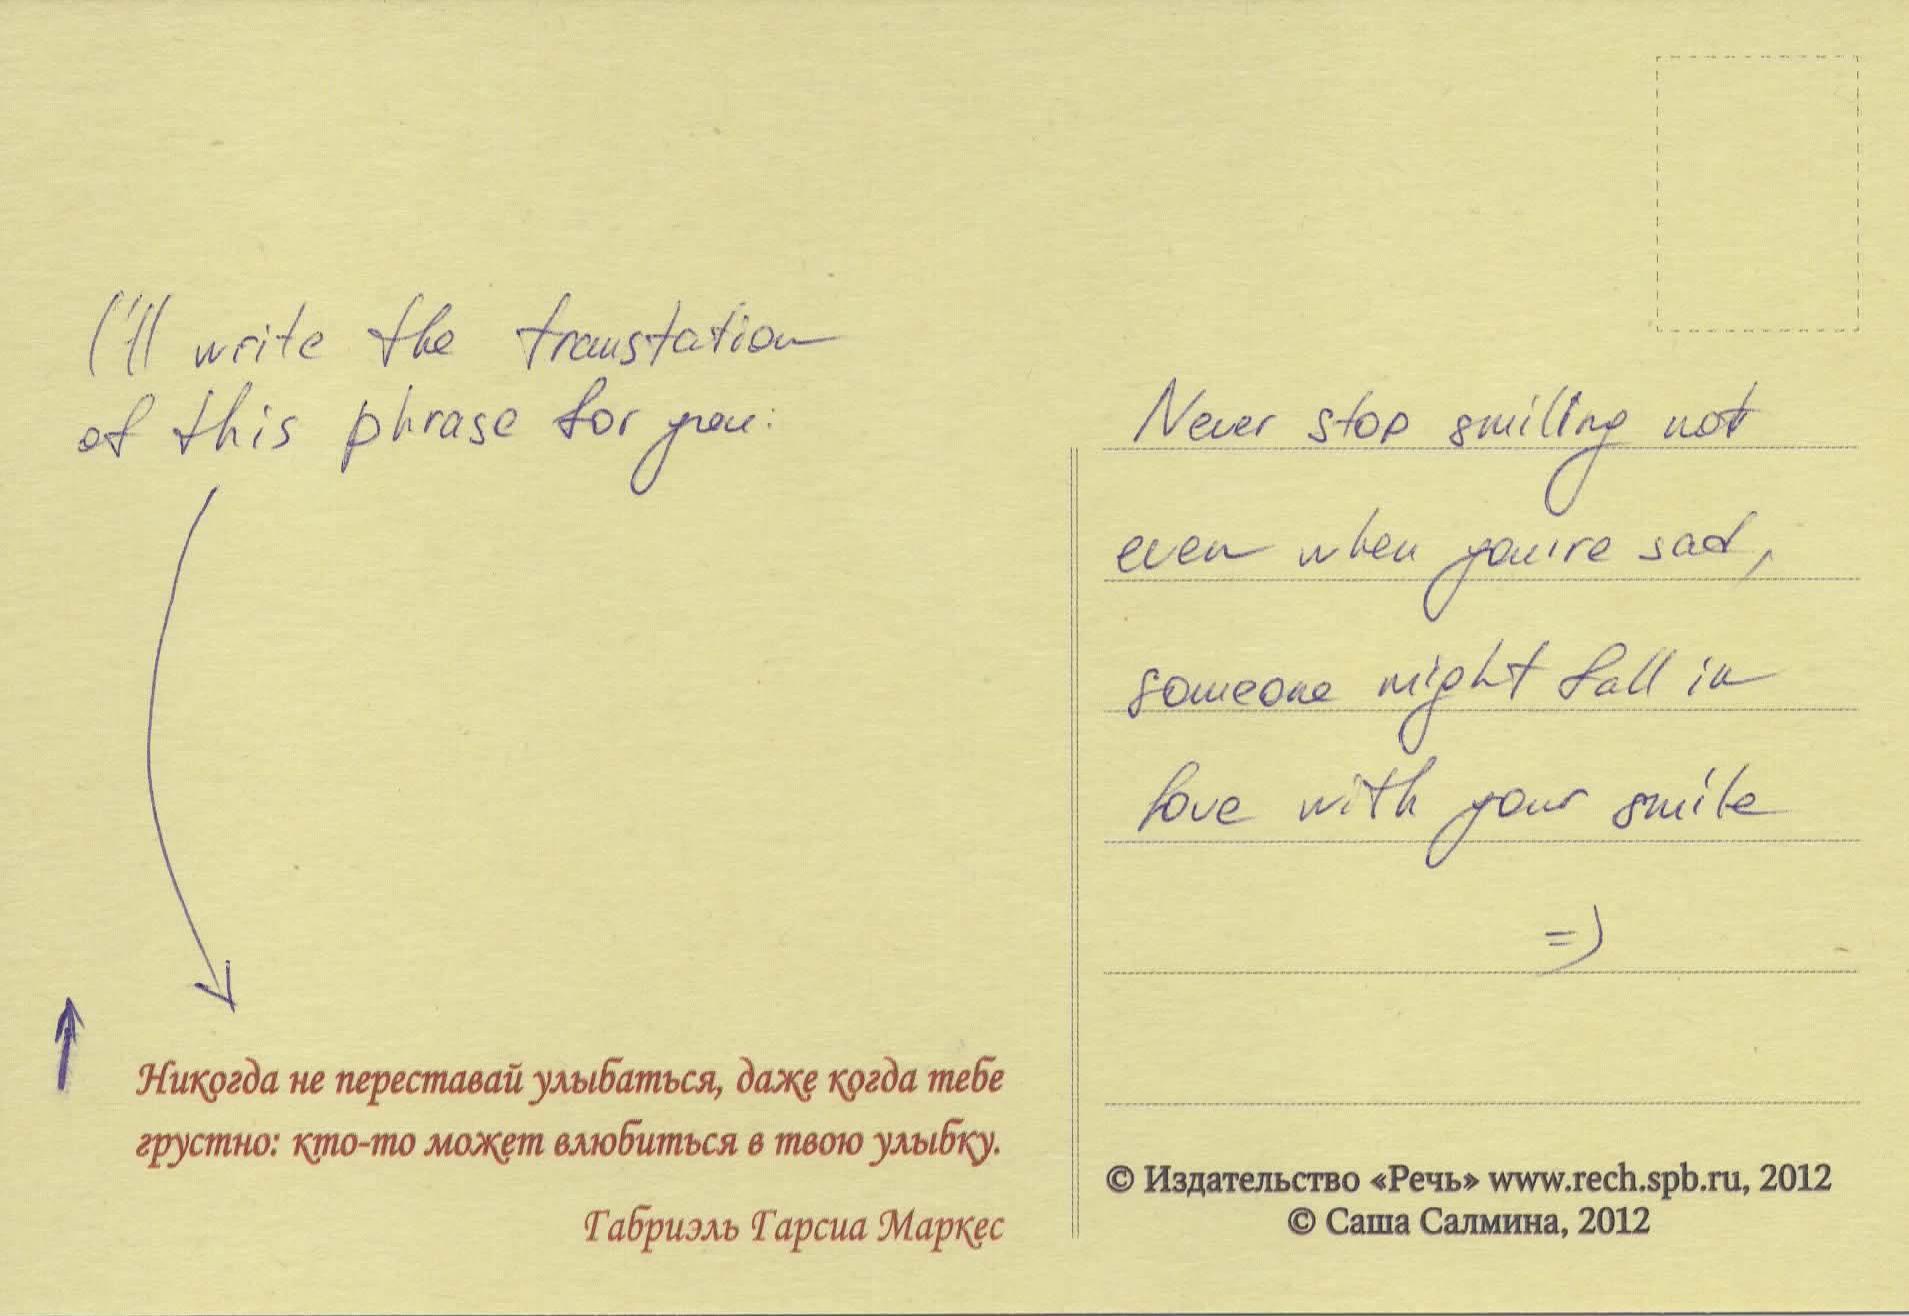 I'll write the translation
of this phrase for you:
Never stop smiling not
even when you're sad,
someone might fall in
love with your smile
=)
Никогда не переставай улыбаться, даже когда тебе
грустно: кто-то может влюбиться в твою улыбку.
Габриэль Гарсиа Маркес
© Издательство «Речь» www.rech.spb.ru, 2012
© Саша Салмина, 2012